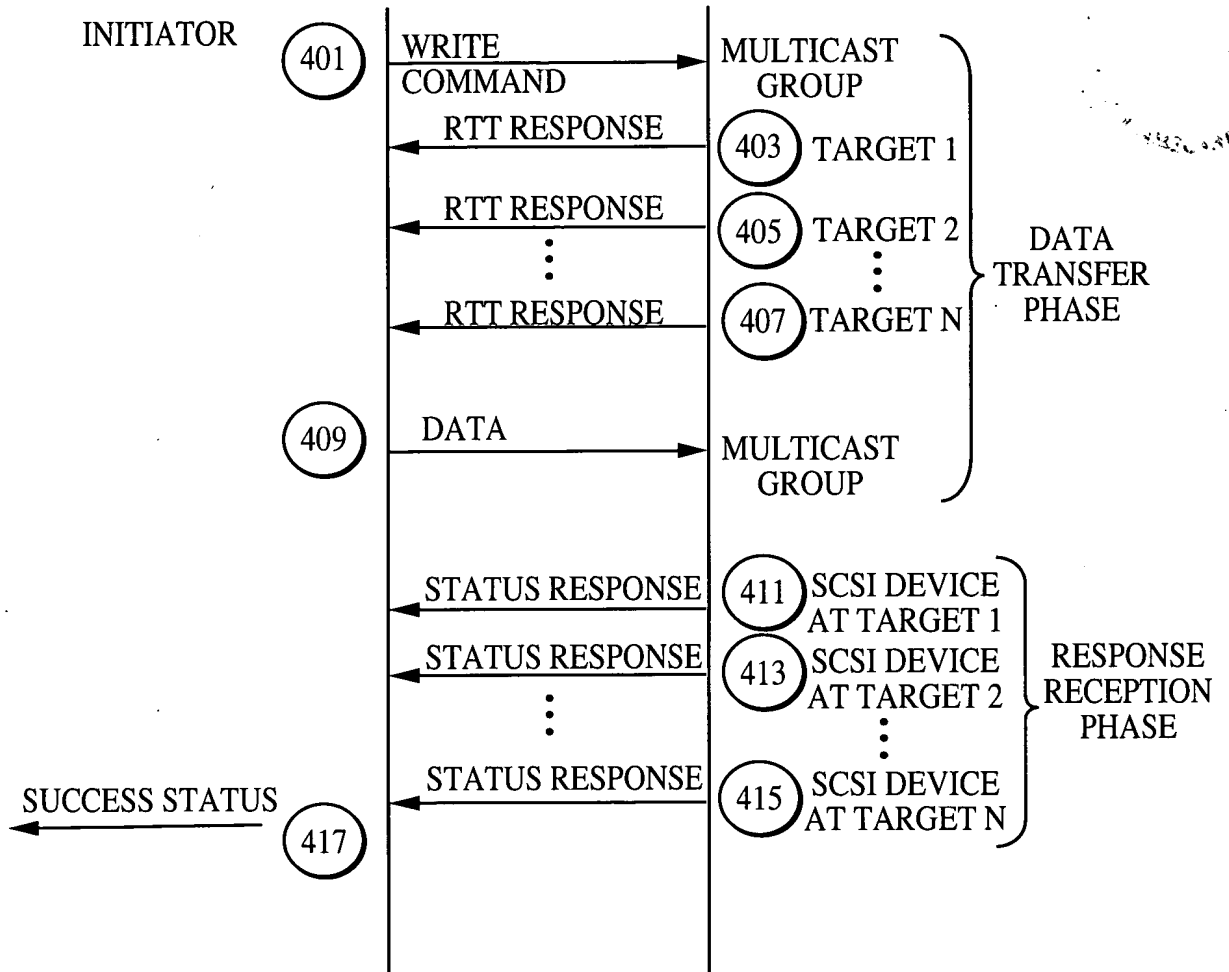 INITIATOR
401
WRITE
COMMAND
MULTICAST
GROUP
RTT RESPONSE
403
TARGET 1
RTT RESPONSE
405
TARGET 2
RTT RESPONSE
407
TARGET N
DATA
TRANSFER
PHASE
409
DATA
MULTICAST
GROUP
STATUS RESPONSE
411
SCSI DEVICE
AT TARGET 1
STATUS RESPONSE
413
SCSI DEVICE
AT TARGET 2
STATUS RESPONSE
415
SCSI DEVICE
AT TARGET N
RESPONSE
RECEPTION
PHASE
SUCCESS STATUS
417